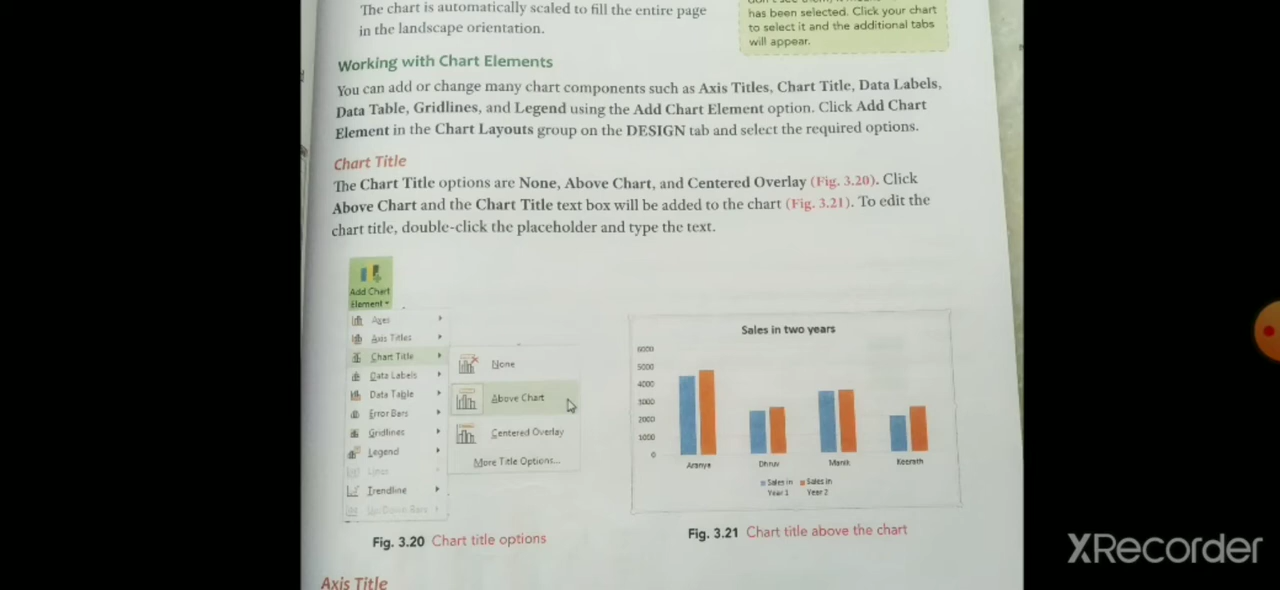 The chart is automatically scaled to fill the entire page
in the landscape orientation.
has been selected. Click your chart
to select it and the additional tabs
will appear.
Working with Chart Elements
You can add or change many chart components such as Axis Titles, Chart Title, Data Labels,
Data Table, Gridlines, and Legend using the Add Chart Element option. Click Add Chart
Element in the Chart Layouts group on the DESIGN tab and select the required options.
Chart Title
The Chart Title options are None, Above Chart, and Centered Overlay (Fig. 3.20). Click
Above Chart and the Chart Title text box will be added to the chart (Fig. 3.21). To edit the
chart title, double-click the placeholder and type the text.
Add Chart
Element
Axes
Axis Titles
Chart Title
Data Labels
Data Table
Error Bars
Gridlines
Legend
Lines
Trendline
Up/Down Bars
None
Above Chart
Centered Overlay
More Title Options...
Fig. 3.20 Chart title options
Sales in two years
6000
5000
4000
3000
2000
1000
0
Aranya
Dhruv
Manik
Keerath
Sales in Year 1
Sales in Year 2
Fig. 3.21 Chart title above the chart
Axis Title
XRecorder